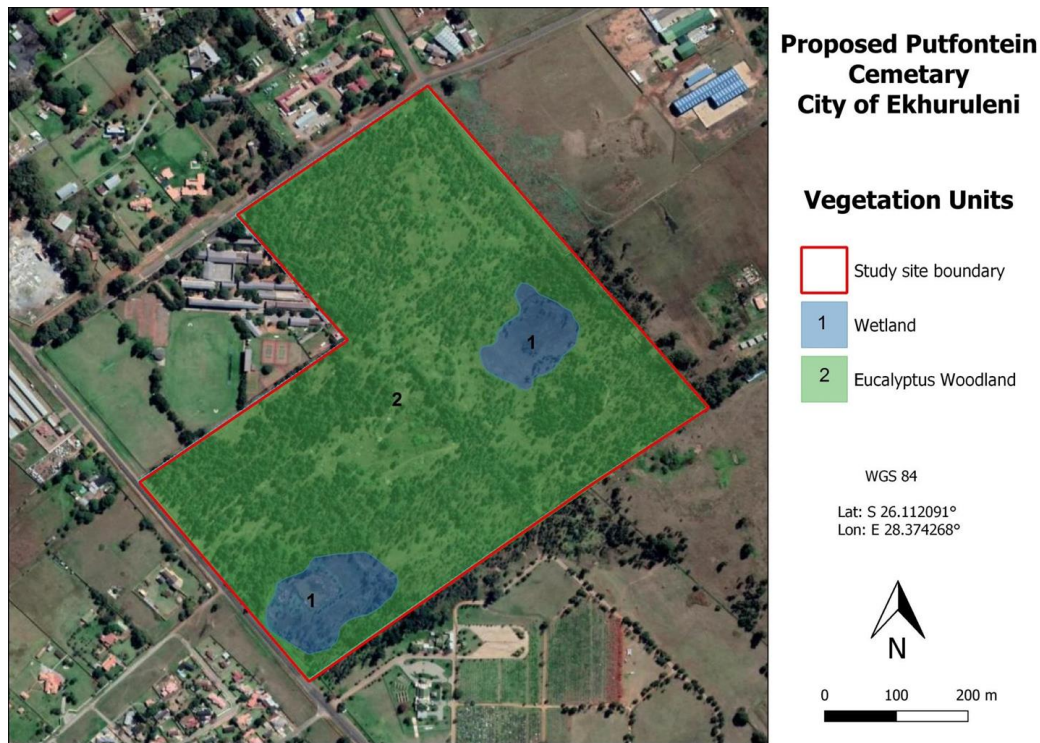 Proposed Putfontein
Cemetary
City of Ekhuruleni
Vegetation Units
Study site boundary
1 Wetland
2 Eucalyptus Woodland
WGS 84
Lat: S 26.112091°
Lon: E 28.374268°
N
0 100 200 m
1
2
1